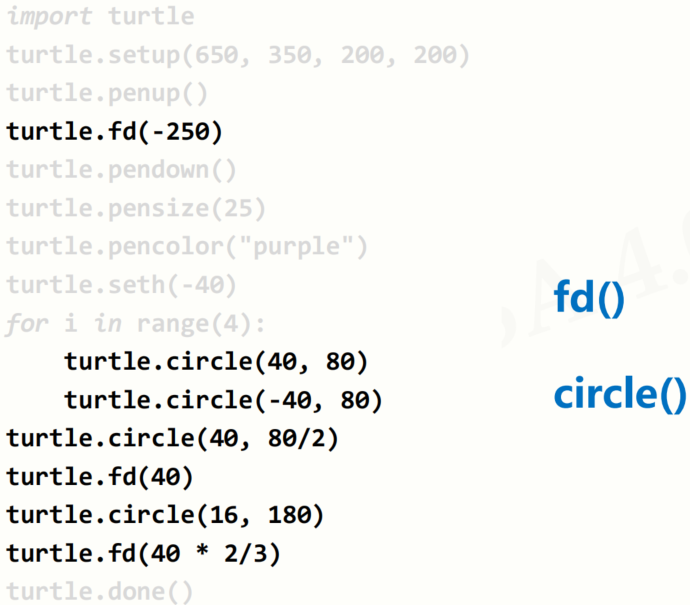 import turtle
turtle.setup(650, 350, 200, 200)
turtle.penup()
turtle.fd(-250)
turtle.pendown()
turtle.pensize(25)
turtle.pencolor("purple")
turtle.seth(-40)
for i in range(4):
    turtle.circle(40, 80)
    turtle.circle(-40, 80)
turtle.circle(40, 80/2)
turtle.fd(40)
turtle.circle(16, 180)
turtle.fd(40 * 2/3)
turtle.done()
fd()
circle()